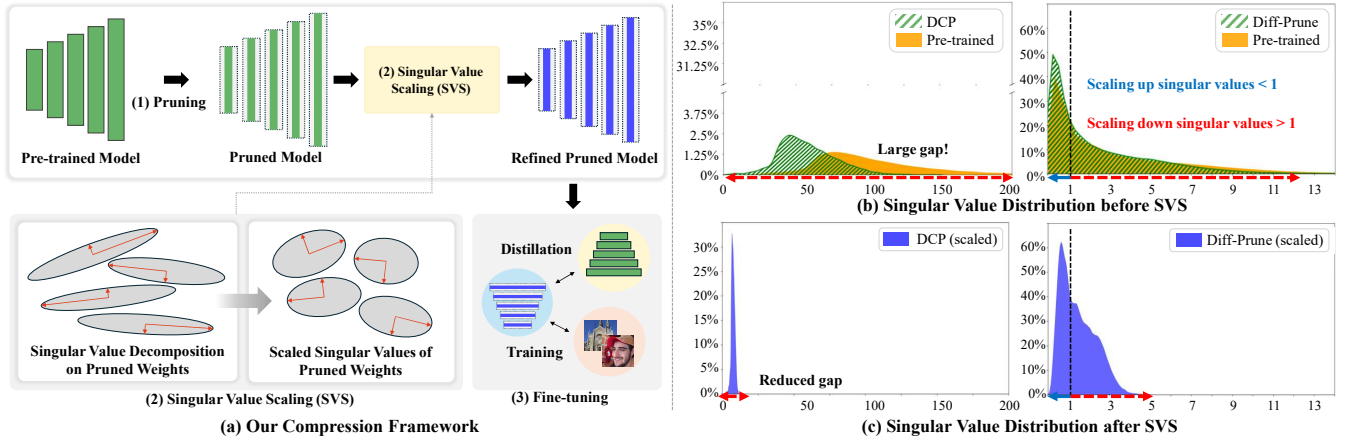 Pre-trained Model
(1) Pruning
Pruned Model
(2) Singular Value
Scaling (SVS)
Refined Pruned Model
Singular Value Decomposition
on Pruned Weights
Scaled Singular Values of
Pruned Weights
(2) Singular Value Scaling (SVS)
Distillation
Training
(3) Fine-tuning
(a) Our Compression Framework
35%
32.5%
31.25%
3.75%
2.5%
1.25%
0%
DCP
Pre-trained
Large gap!
0 50 100 150 200
60%
50%
40%
30%
20%
10%
0%
Diff-Prune
Pre-trained
Scaling up singular values < 1
Scaling down singular values > 1
1 3 5 7 9 11 13
(b) Singular Value Distribution before SVS
30%
25%
20%
15%
10%
5%
0%
DCP (scaled)
Reduced gap
0 50 100 150 200
60%
50%
40%
30%
20%
10%
0%
Diff-Prune (scaled)
1 3 5 7 9 11 13
(c) Singular Value Distribution after SVS